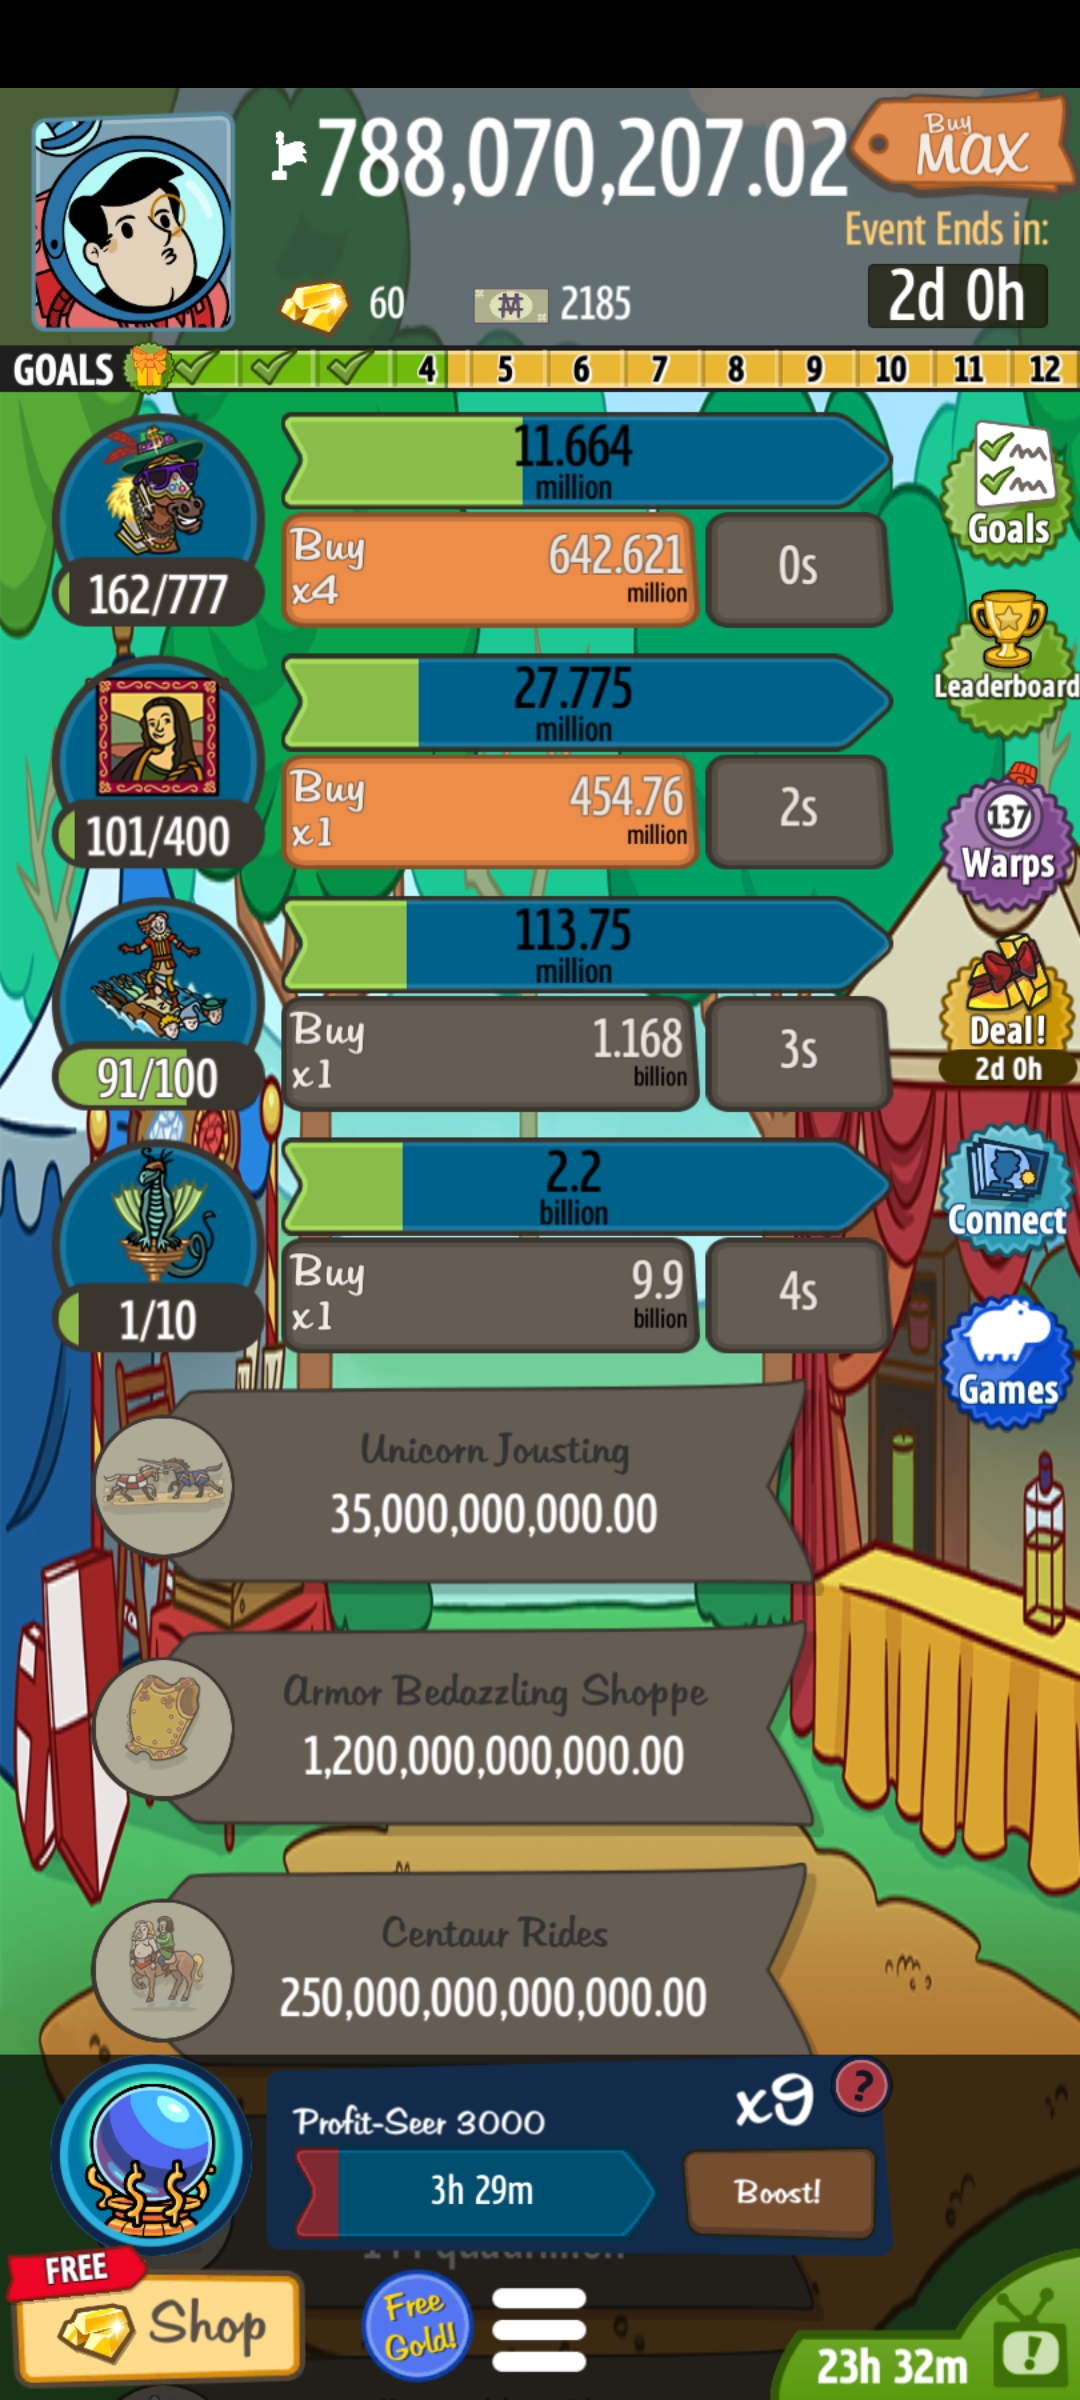 788,070,207.02
Buy
MAX
Event Ends in:
2d 0h
60
2185
GOALS 4 5 6 7 8 9 10 11 12
11.664
million
Buy
x4
642.621
million
0s
162/777
Goals
27.775
million
Buy
x1
454.76
million
2s
101/400
Leaderboard
137
Warps
113.75
million
Buy
x1
1.168
billion
3s
91/100
Deal!
2d 0h
2.2
billion
Buy
x1
9.9
billion
4s
1/10
Connect
Games
Unicorn Jousting
35,000,000,000.00
Armor Bedazzling Shoppe
1,200,000,000,000.00
Centaur Rides
250,000,000,000,000.00
Profit-Seer 3000
x9
?
3h 29m
Boost!
FREE
Shop
Free
Gold!
23h 32m
!